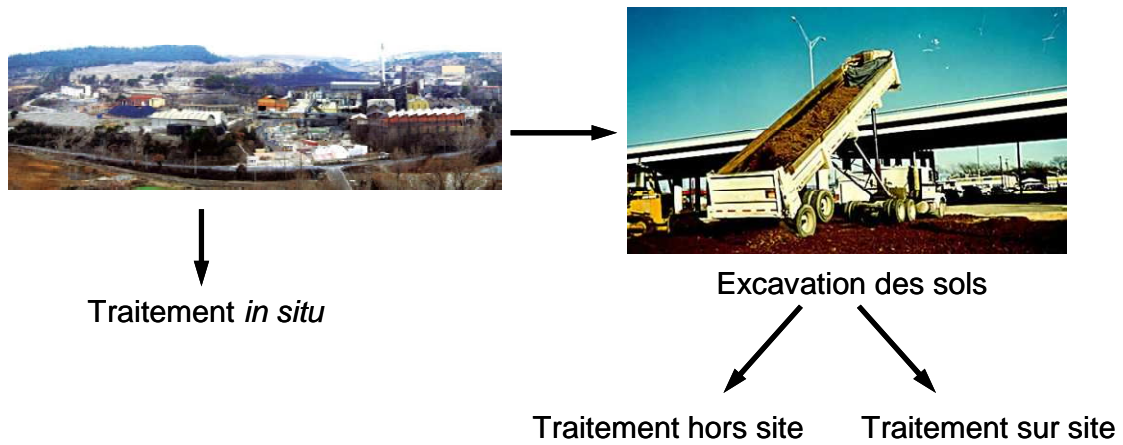 Excavation des sols
Traitement in situ
Traitement hors site
Traitement sur site